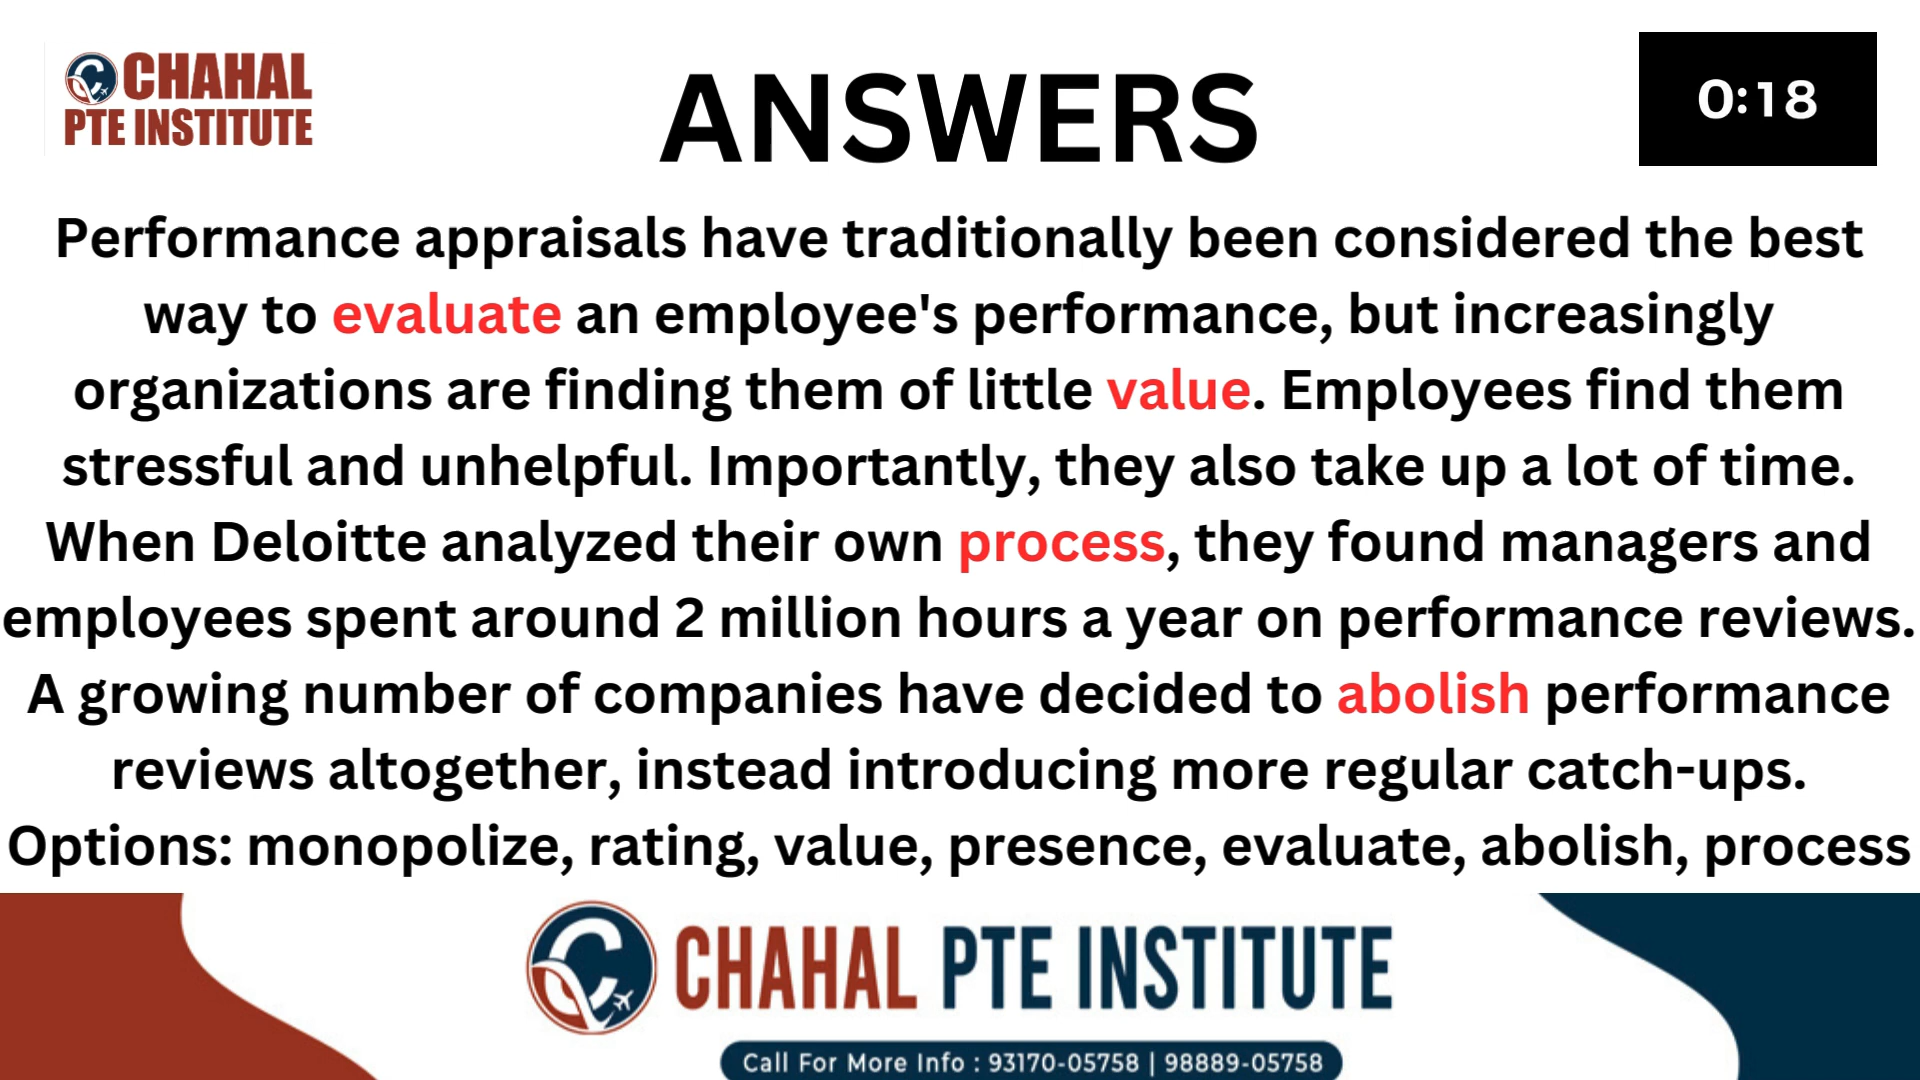 CHAHAL
PTE INSTITUTE
ANSWERS
0:18
Performance appraisals have traditionally been considered the best
way to evaluate an employee's performance, but increasingly
organizations are finding them of little value. Employees find them
stressful and unhelpful. Importantly, they also take up a lot of time.
When Deloitte analyzed their own process, they found managers and
employees spent around 2 million hours a year on performance reviews.
A growing number of companies have decided to abolish performance
reviews altogether, instead introducing more regular catch-ups.
Options: monopolize, rating, value, presence, evaluate, abolish, process
CHAHAL PTE INSTITUTE
Call For More Info : 93170-05758 | 98889-05758